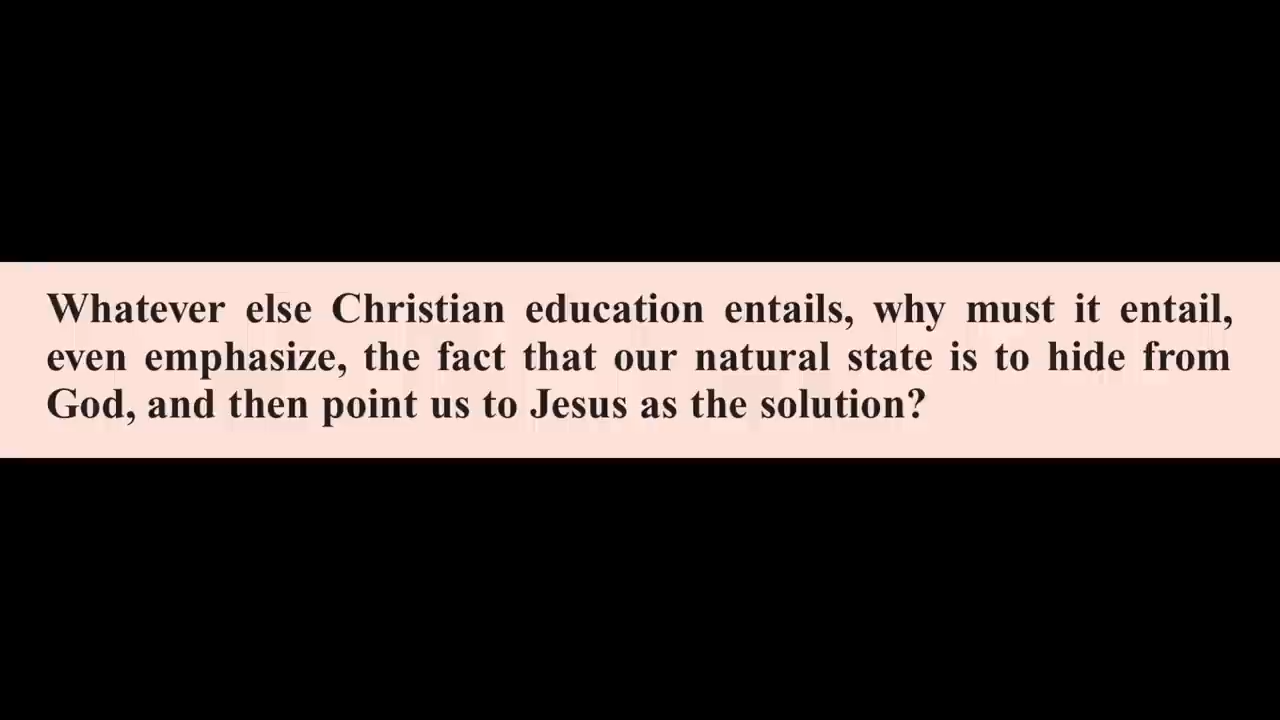 Whatever else Christian education entails, why must it entail,
even emphasize, the fact that our natural state is to hide from
God, and then point us to Jesus as the solution?